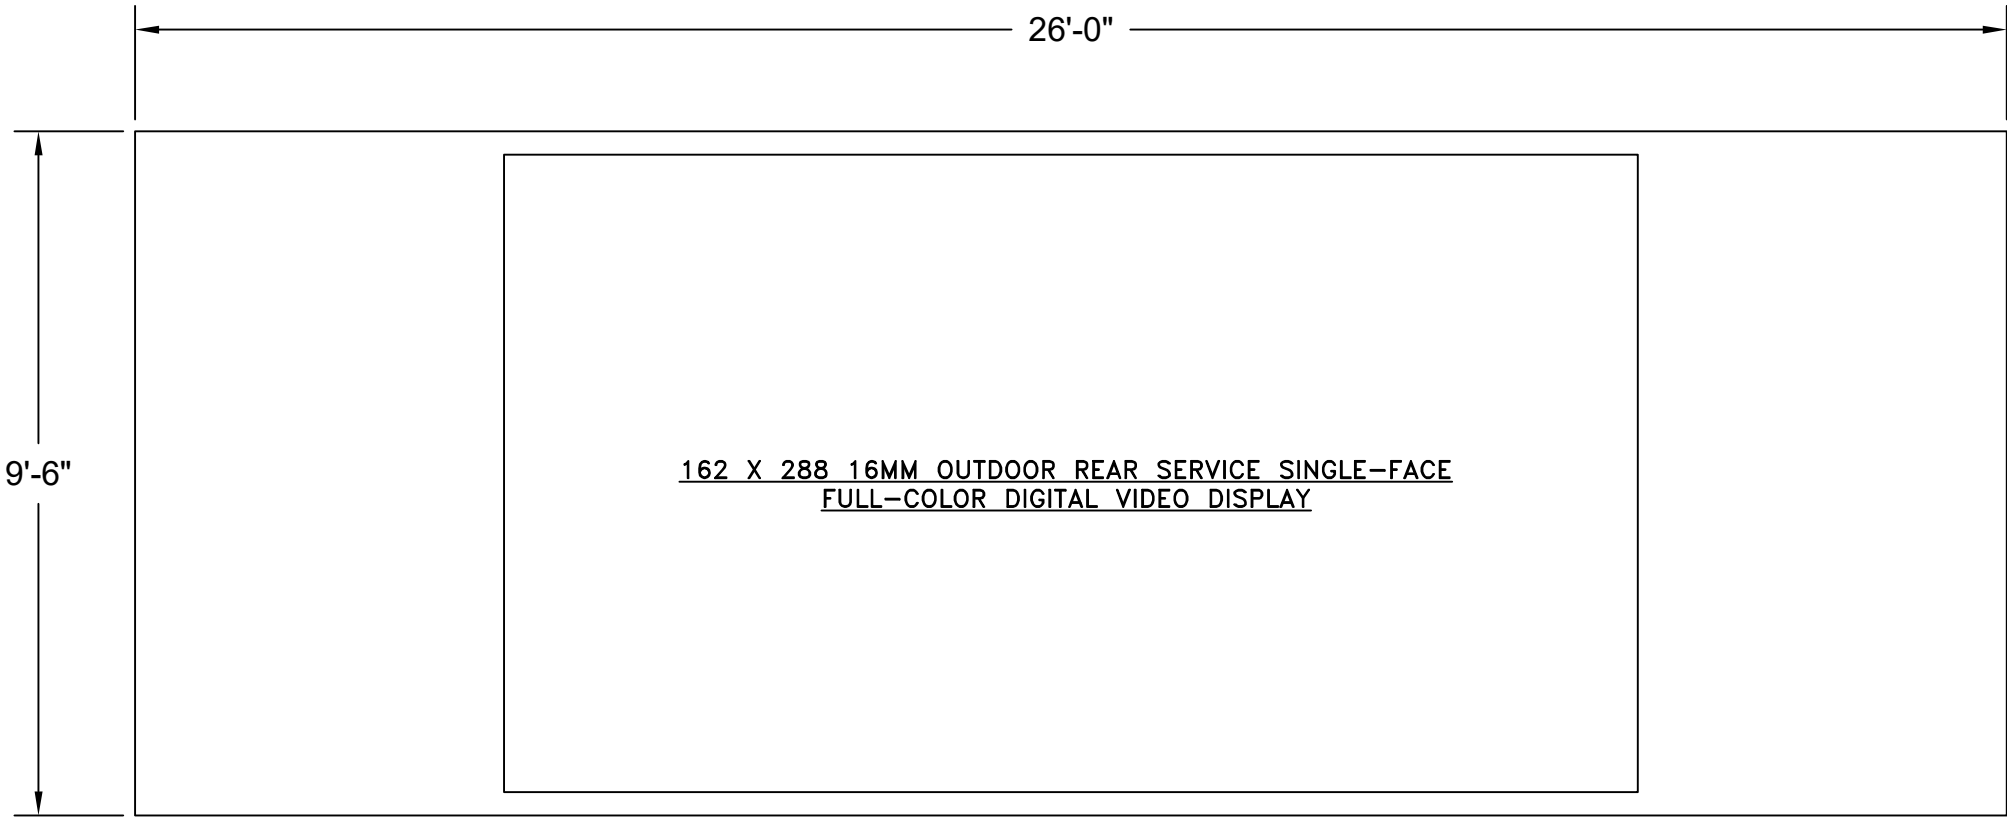 26'-0"
9'-6"
162 X 288 16MM OUTDOOR REAR SERVICE SINGLE-FACE
FULL-COLOR DIGITAL VIDEO DISPLAY